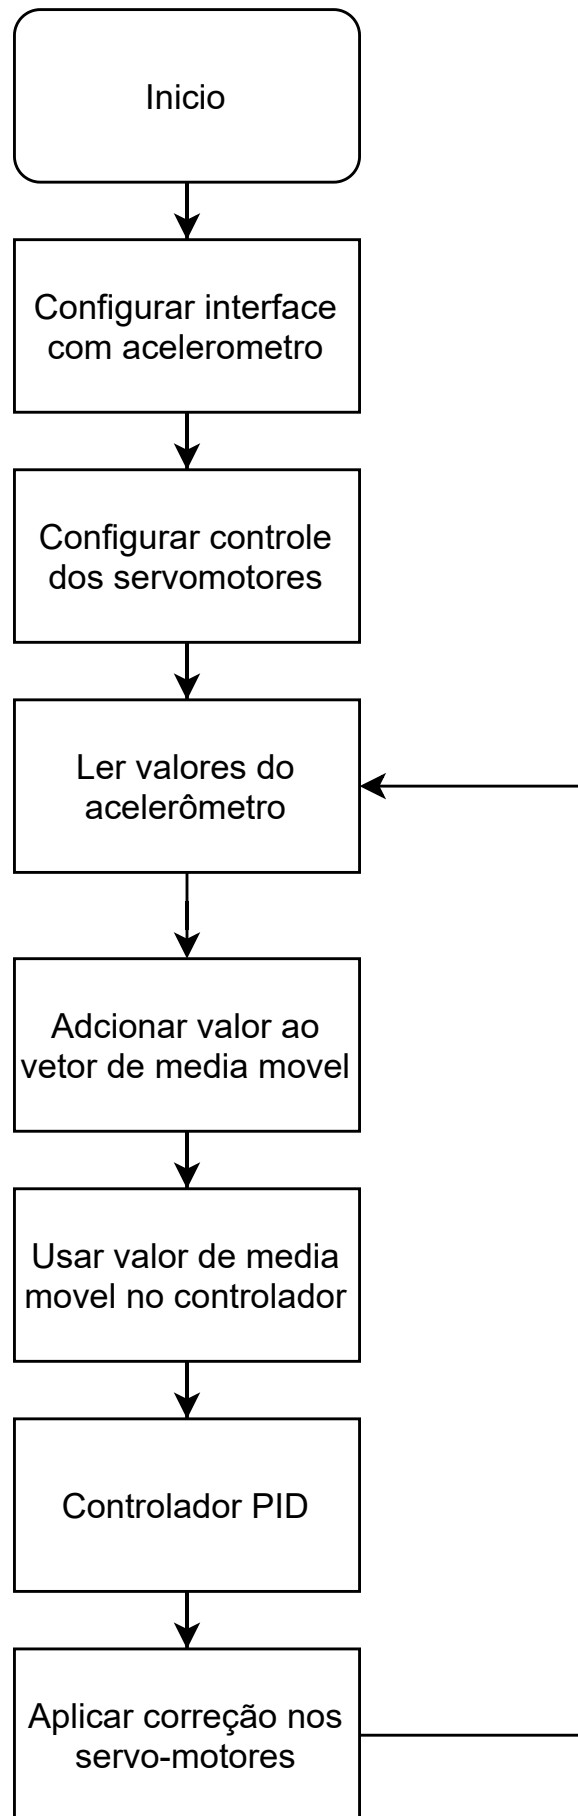 Inicio
Configurar interface
com acelerometro
Configurar controle
dos servomotores
Ler valores do
acelerômetro
Adcionar valor ao
vetor de media movel
Usar valor de media
movel no controlador
Controlador PID
Aplicar correção nos
servo-motores